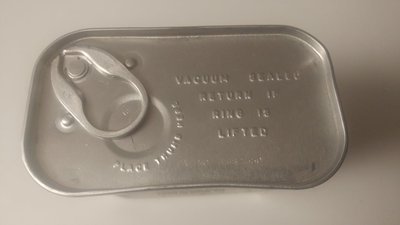 VACUUM SEALED
RETURN IF
RING IS
LIFTED
PLACE THUMB HERE